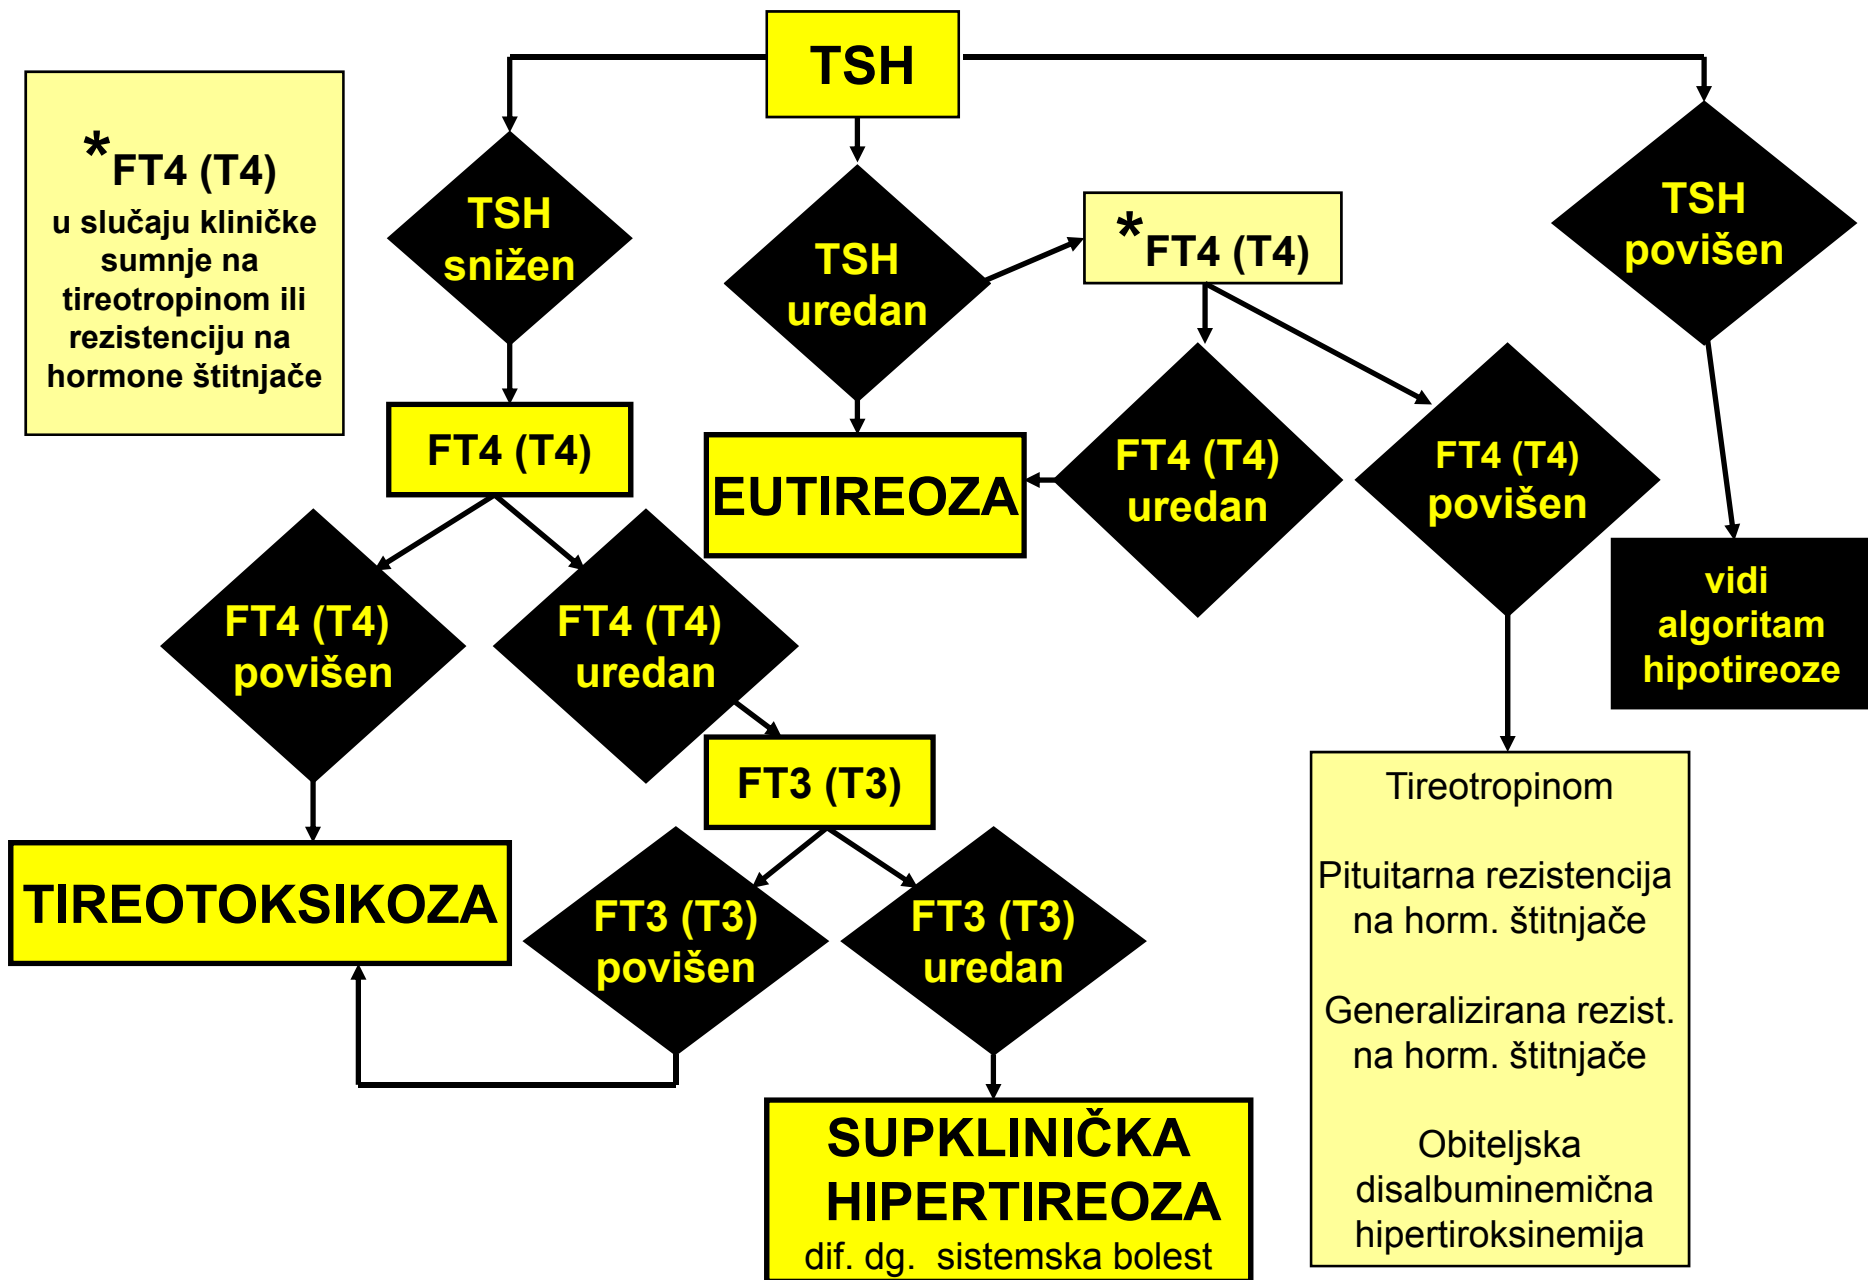 TSH
*FT4 (T4)
u slučaju kliničke
sumnje na
tireotropinom ili
rezistenciju na
hormone štitnjače
TSH
snižen
TSH
uredan
*FT4 (T4)
TSH
povišen
FT4 (T4)
EUTIREOZA
FT4 (T4)
uredan
FT4 (T4)
povišen
vidi
algoritam
hipotireoze
FT4 (T4)
povišen
FT4 (T4)
uredan
FT3 (T3)
TIREOTOKSIKOZA
FT3 (T3)
povišen
FT3 (T3)
uredan
Tireotropinom
Pituitarna rezistencija
na horm. štitnjače
Generalizirana rezist.
na horm. štitnjače
Obiteljska
disalbuminemična
hipertiroksinemija
SUPKLINIČKA
HIPERTIREOZA
dif. dg. sistemska bolest